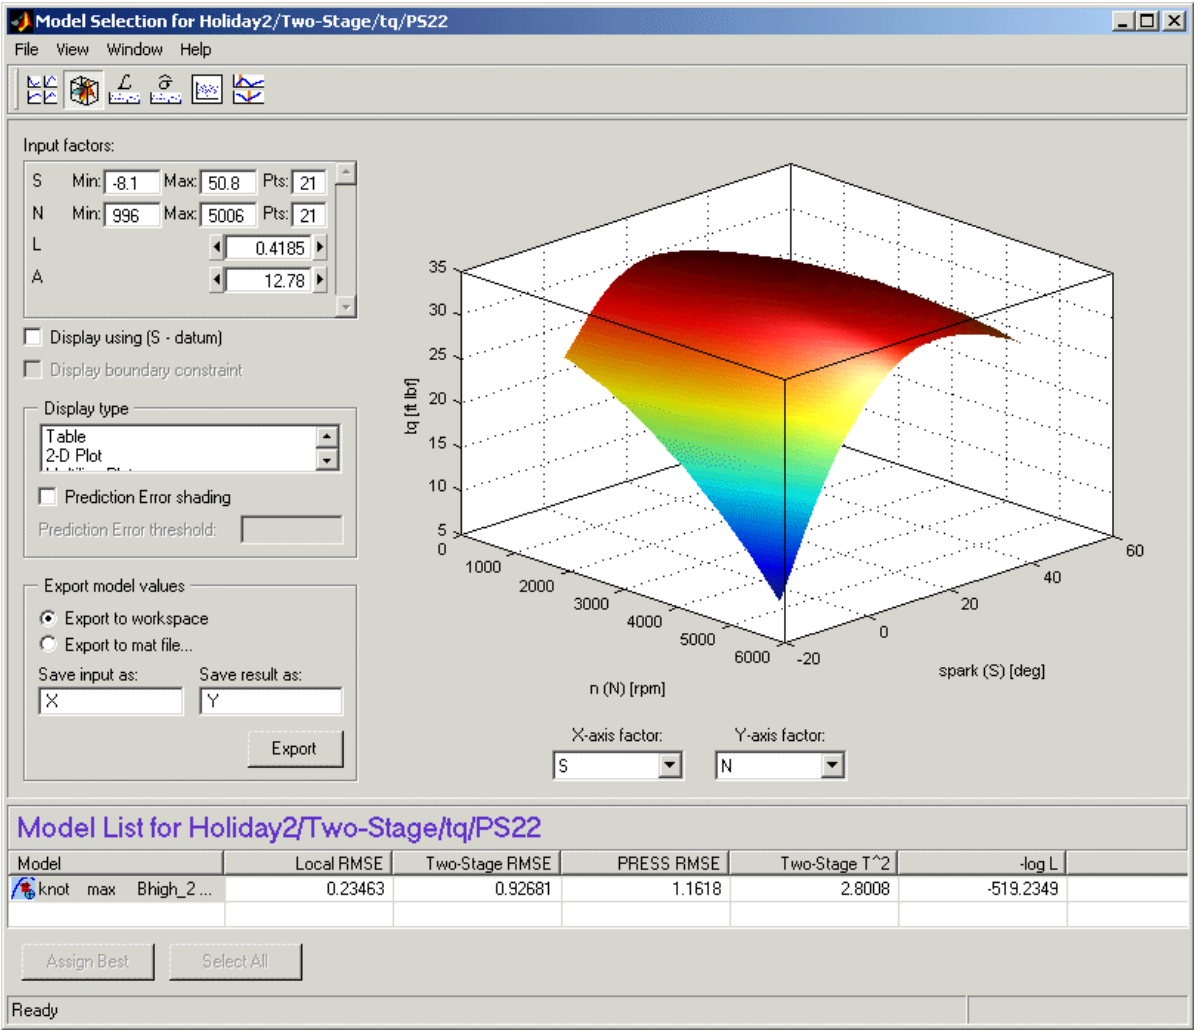 Model Selection for Holiday2/Two-Stage/tq/PS22
File View Window Help
Input factors:
S Min: -8.1 Max: 50.8 Pts: 21
N Min: 996 Max: 5006 Pts: 21
L 0.4185
A 12.78
Display using (S - datum)
Display boundary constraint
Display type
Table
2-D Plot
Prediction Error shading
Prediction Error threshold:
Export model values
Export to workspace
Export to mat file...
Save input as: Save result as:
X Y
Export
tq [ft lbf]
35
30
25
20
15
10
5
0
1000
2000
3000
4000
5000
6000
n (N) [rpm]
-20
0
20
40
60
spark (S) [deg]
X-axis factor: Y-axis factor:
S N
Model List for Holiday2/Two-Stage/tq/PS22
Model Local RMSE Two-Stage RMSE PRESS RMSE Two-Stage T^2 -log L
knot max Bhigh_2 ... 0.23463 0.92681 1.1618 2.8008 -519.2349
Assign Best Select All
Ready